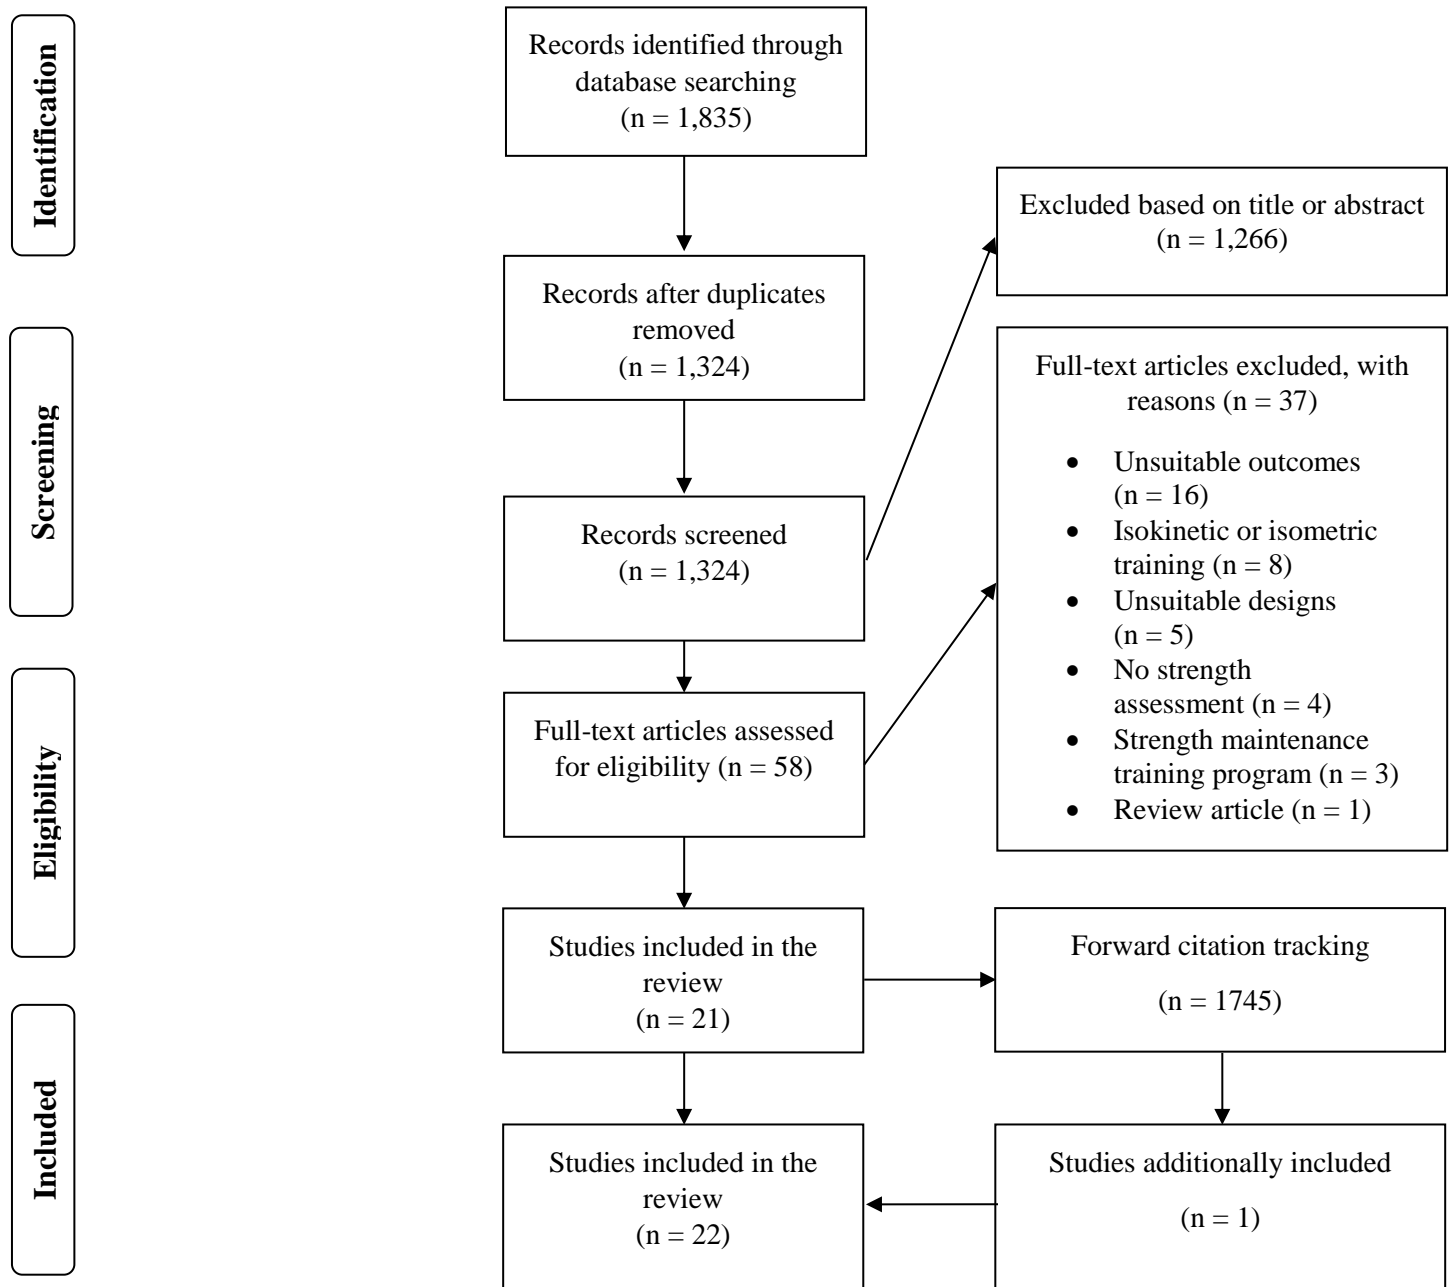 Identification
Records identified through
database searching
(n = 1,835)
Excluded based on title or abstract
(n = 1,266)
Records after duplicates
removed
(n = 1,324)
Screening
Full-text articles excluded, with
reasons (n = 37)
• Unsuitable outcomes
(n = 16)
• Isokinetic or isometric
training (n = 8)
• Unsuitable designs
(n = 5)
• No strength
assessment (n = 4)
• Strength maintenance
training program (n = 3)
• Review article (n = 1)
Records screened
(n = 1,324)
Eligibility
Full-text articles assessed
for eligibility (n = 58)
Studies included in the
review
(n = 21)
Forward citation tracking
(n = 1745)
Included
Studies included in the
review
(n = 22)
Studies additionally included
(n = 1)